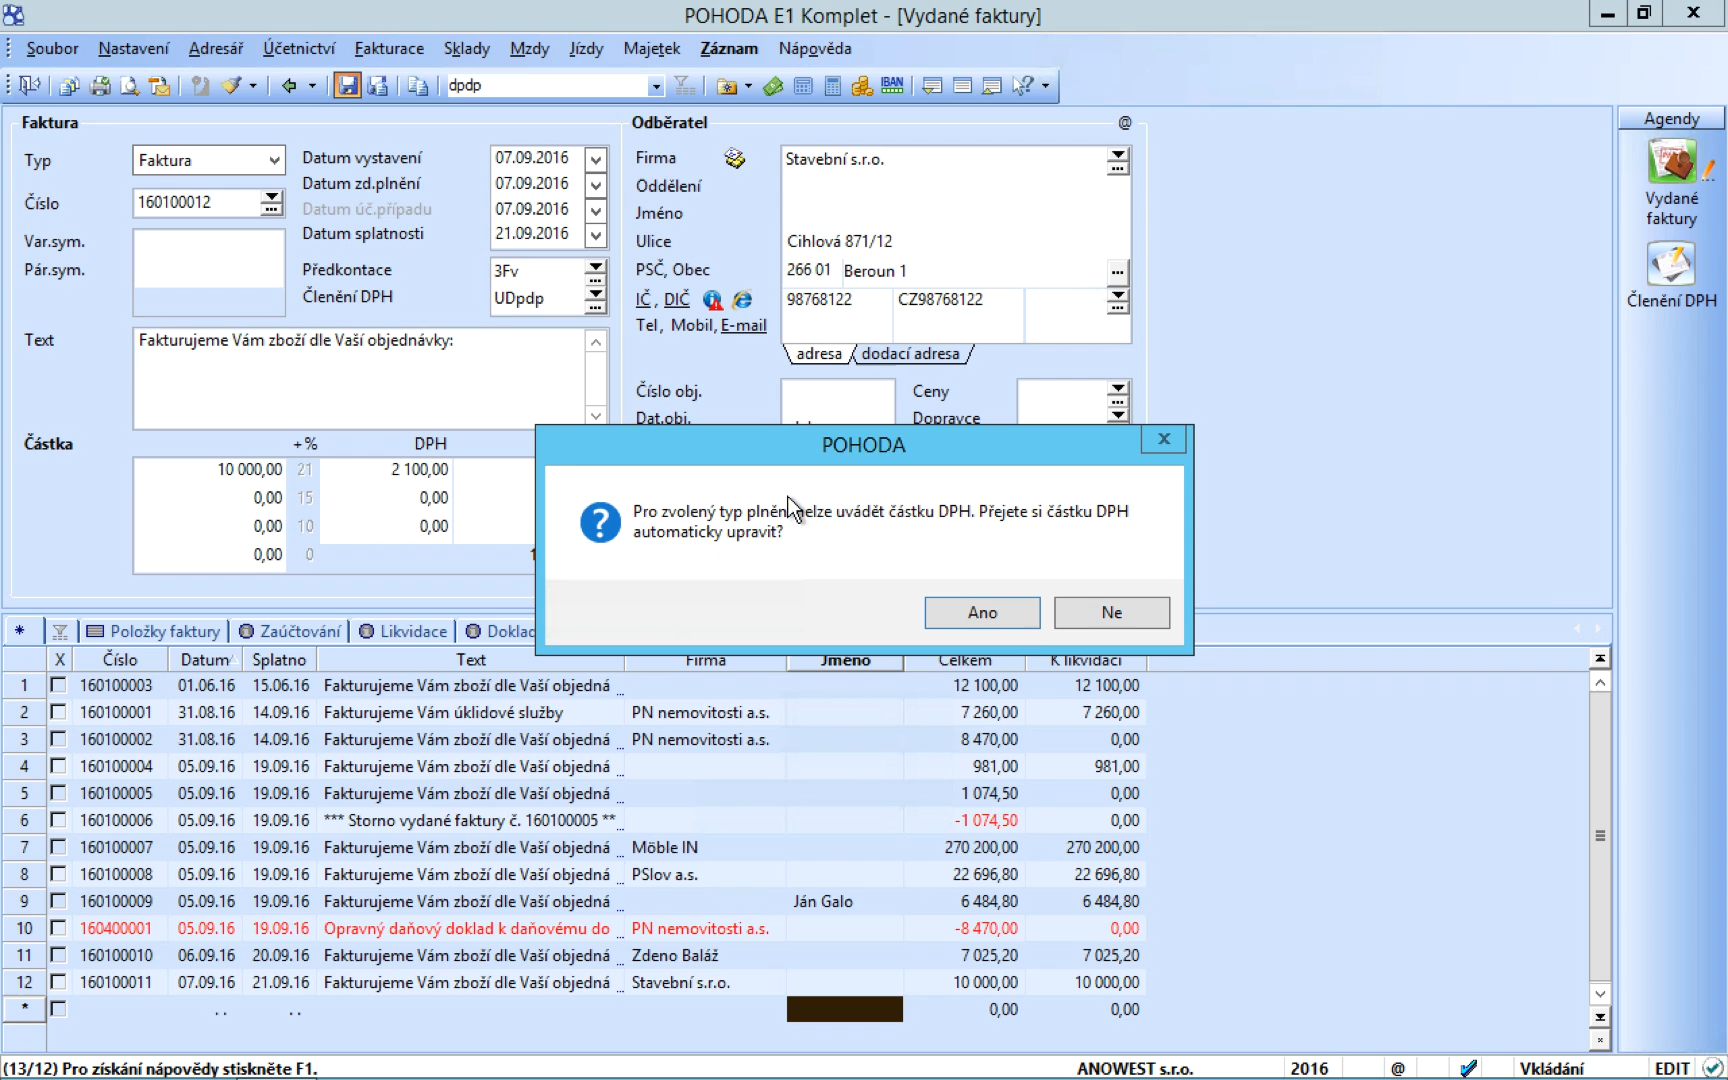 POHODA E1 Komplet - [Vydané faktury]
Soubor Nastavení Adresář Účetnictví Fakturace Sklady Mzdy Jízdy Majetek Záznam Nápověda
dpdp IBAN
Faktura
Typ Faktura
Číslo 160100012
Var.sym.
Pár.sym.
Datum vystavení 07.09.2016
Datum zd.plnění 07.09.2016
Datum úč.případu 07.09.2016
Datum splatnosti 21.09.2016
Předkontace 3Fv
Členění DPH UDpdp
Text Fakturujeme Vám zboží dle Vaší objednávky:
Částka +% DPH
10 000,00 21 2 100,00
0,00 15 0,00
0,00 10 0,00
0,00 0
Odběratel @
Firma Stavební s.r.o.
Oddělení
Jméno
Ulice Cihlová 871/12
PSČ, Obec 266 01 Beroun 1
IČ, DIČ 98768122 CZ98768122
Tel, Mobil, E-mail
adresa dodací adresa
Číslo obj. Ceny
Dat.obj. Dopravce
POHODA
Pro zvolený typ plnění nelze uvádět částku DPH. Přejete si částku DPH
automaticky upravit?
Ano Ne
Agendy
Vydané
faktury
Členění DPH
* Položky faktury Zaúčtování Likvidace
X Číslo Datum Splatno Text Firma Jméno Celkem K likvidaci
1 160100003 01.06.16 15.06.16 Fakturujeme Vám zboží dle Vaší objedná ... 12 100,00 12 100,00
2 160100001 31.08.16 14.09.16 Fakturujeme Vám úklidové služby PN nemovitosti a.s. 7 260,00 7 260,00
3 160100002 31.08.16 14.09.16 Fakturujeme Vám zboží dle Vaší objedná ... PN nemovitosti a.s. 8 470,00 0,00
4 160100004 05.09.16 19.09.16 Fakturujeme Vám zboží dle Vaší objedná ... 981,00 981,00
5 160100005 05.09.16 19.09.16 Fakturujeme Vám zboží dle Vaší objedná ... 1 074,50 0,00
6 160100006 05.09.16 19.09.16 *** Storno vydané faktury č. 160100005 ** ... -1 074,50 0,00
7 160100007 05.09.16 19.09.16 Fakturujeme Vám zboží dle Vaší objedná ... Möble IN 270 200,00 270 200,00
8 160100008 05.09.16 19.09.16 Fakturujeme Vám zboží dle Vaší objedná ... PSlov a.s. 22 696,80 22 696,80
9 160100009 05.09.16 19.09.16 Fakturujeme Vám zboží dle Vaší objedná ... Ján Galo 6 484,80 6 484,80
10 160400001 05.09.16 19.09.16 Opravný daňový doklad k daňovému do ... PN nemovitosti a.s. -8 470,00 0,00
11 160100010 06.09.16 20.09.16 Fakturujeme Vám zboží dle Vaší objedná ... Zdeno Baláž 7 025,20 7 025,20
12 160100011 07.09.16 21.09.16 Fakturujeme Vám zboží dle Vaší objedná ... Stavební s.r.o. 10 000,00 10 000,00
* . . . . 0,00 0,00
(13/12) Pro získání nápovědy stiskněte F1. ANOWEST s.r.o. 2016 @ Vkládání EDIT